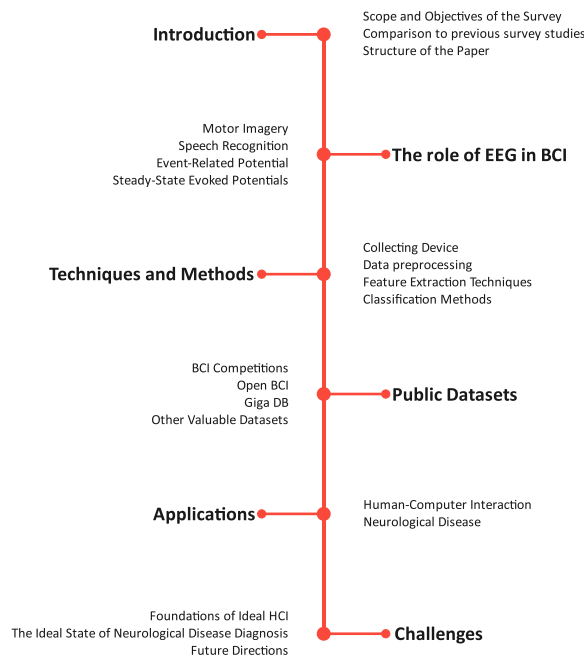 Introduction
Scope and Objectives of the Survey
Comparison to previous survey studies
Structure of the Paper
Motor Imagery
Speech Recognition
Event-Related Potential
Steady-State Evoked Potentials
The role of EEG in BCI
Techniques and Methods
Collecting Device
Data preprocessing
Feature Extraction Techniques
Classification Methods
BCI Competitions
Open BCI
Giga DB
Other Valuable Datasets
Public Datasets
Applications
Human-Computer Interaction
Neurological Disease
Foundations of Ideal HCI
The Ideal State of Neurological Disease Diagnosis
Future Directions
Challenges